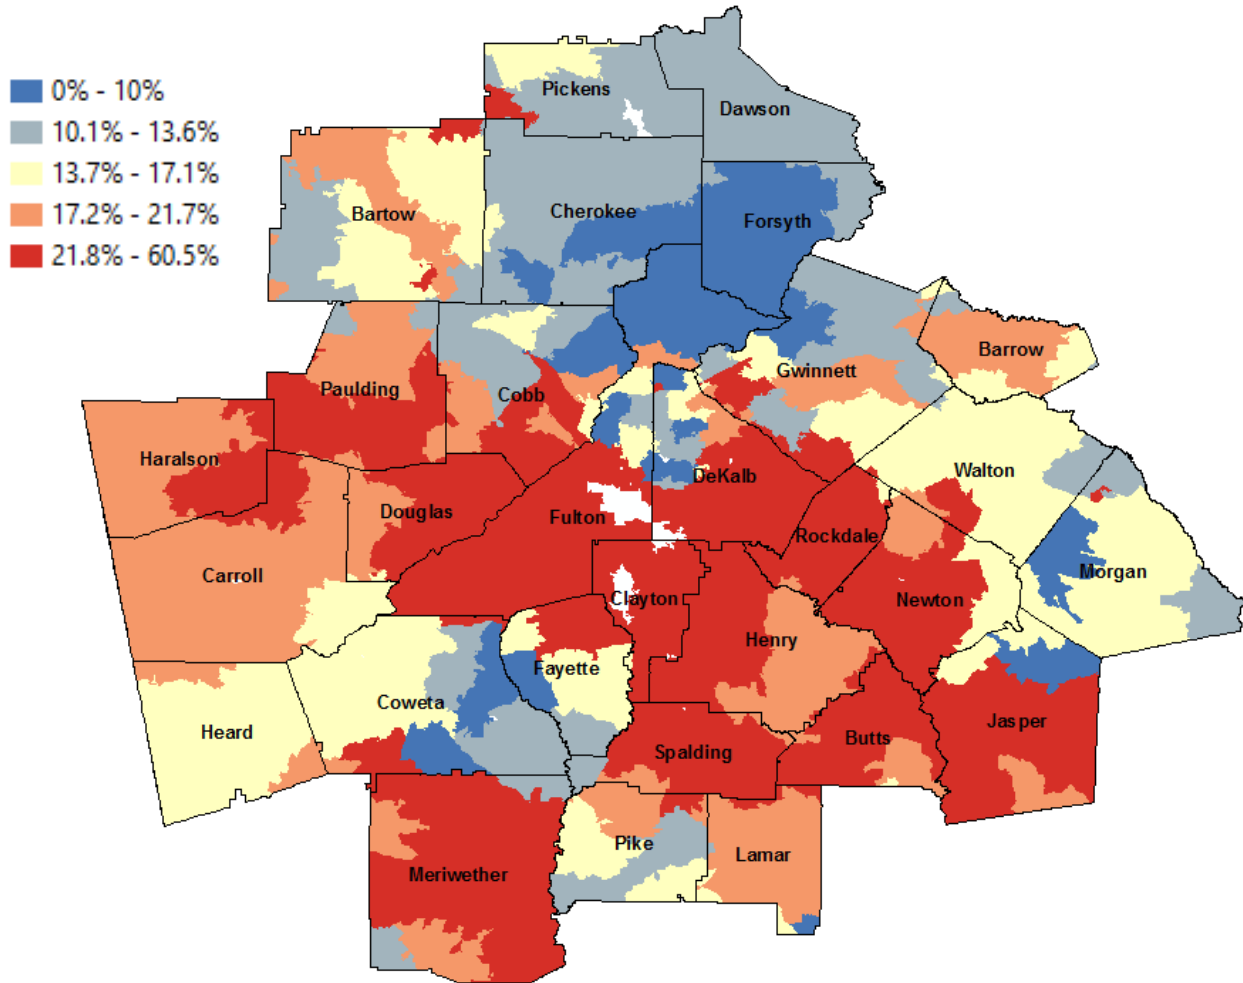 0% - 10%
10.1% - 13.6%
13.7% - 17.1%
17.2% - 21.7%
21.8% - 60.5%
Pickens
Dawson
Bartow
Cherokee
Forsyth
Paulding
Cobb
Gwinnett
Barrow
Haralson
Douglas
Fulton
DeKalb
Walton
Rockdale
Carroll
Clayton
Newton
Morgan
Henry
Fayette
Coweta
Heard
Spalding
Butts
Jasper
Meriwether
Pike
Lamar